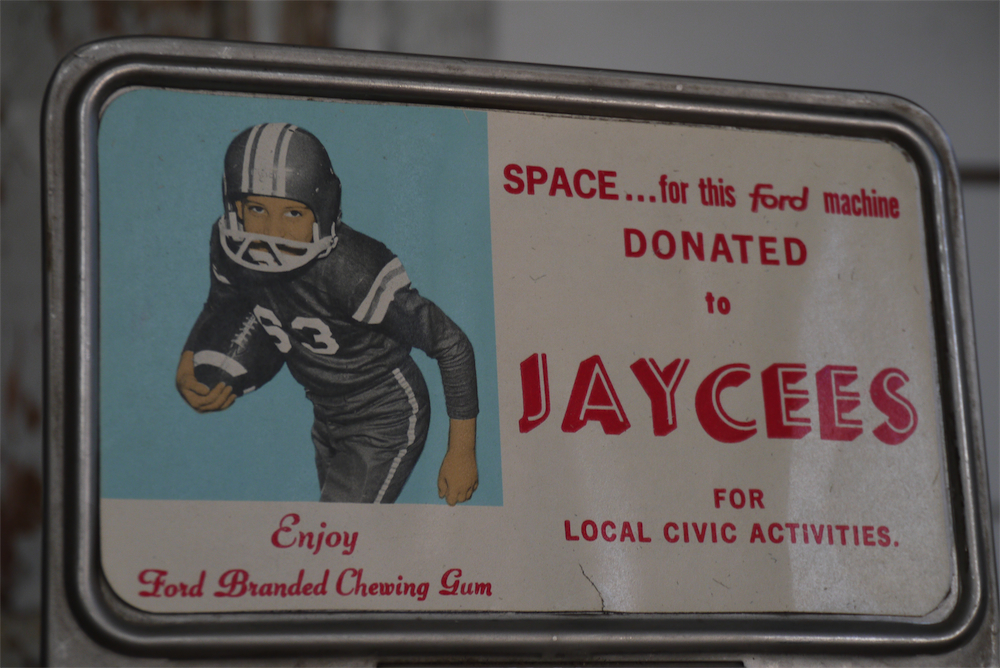 SPACE...for this ford machine
DONATED
to
JAYCEES
FOR
LOCAL CIVIC ACTIVITIES.
63
Enjoy
Ford Branded Chewing Gum